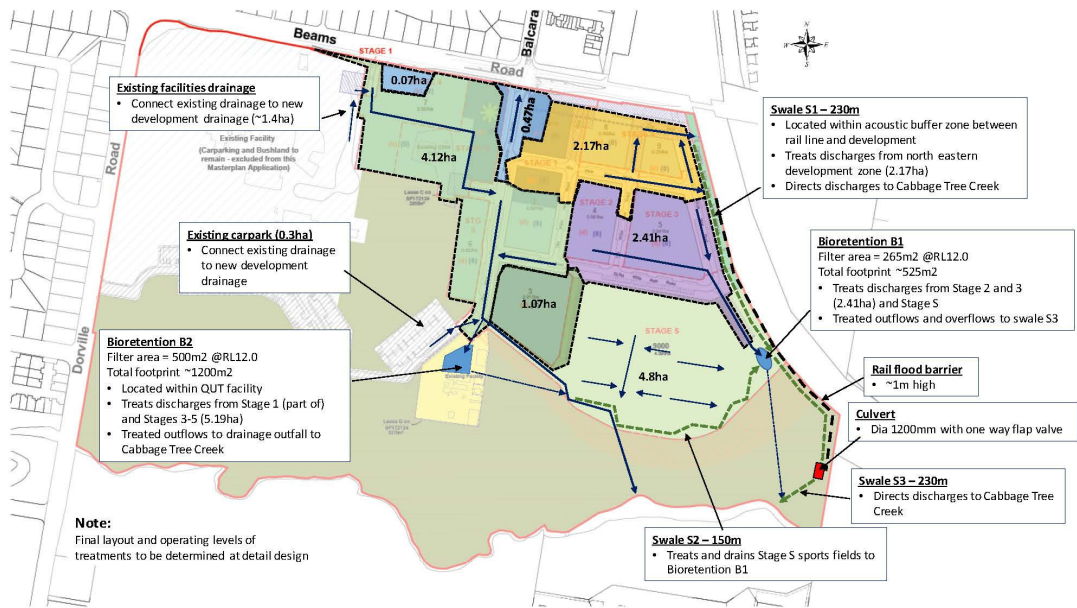 Beams
Road
Balcara
STAGE 1
N
W
E
S
Existing facilities drainage
• Connect existing drainage to new
development drainage (~1.4ha)
0.07ha
0.47ha
Existing Facility
(Carparking and Bushland to
remain - excluded from this
Masterplan Application)
4.12ha
2.17ha
STAGE 1
Swale S1 – 230m
• Located within acoustic buffer zone between
rail line and development
• Treats discharges from north eastern
development zone (2.17ha)
• Directs discharges to Cabbage Tree Creek
Road
STAGE 2
STAGE 3
2.41ha
Existing carpark (0.3ha)
• Connect existing drainage
to new development
drainage
Bioretention B1
Filter area = 265m2 @RL12.0
Total footprint ~525m2
• Treats discharges from Stage 2 and 3
(2.41ha) and Stage S
• Treated outflows and overflows to swale S3
1.07ha
STAGE S
4.8ha
Bioretention B2
Filter area = 500m2 @RL12.0
Total footprint ~1200m2
• Located within QUT facility
• Treats discharges from Stage 1 (part of)
and Stages 3-5 (5.19ha)
• Treated outflows to drainage outfall to
Cabbage Tree Creek
Dorville
Rail flood barrier
• ~1m high
Culvert
• Dia 1200mm with one way flap valve
Swale S3 – 230m
• Directs discharges to Cabbage Tree
Creek
Note:
Final layout and operating levels of
treatments to be determined at detail design
Swale S2 – 150m
• Treats and drains Stage S sports fields to
Bioretention B1